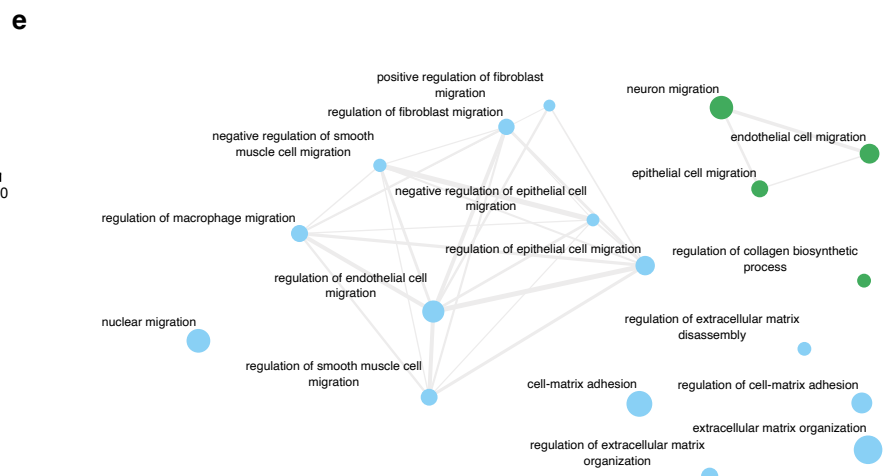 e
positive regulation of fibroblast
migration
neuron migration
regulation of fibroblast migration
negative regulation of smooth
muscle cell migration
endothelial cell migration
epithelial cell migration
0
negative regulation of epithelial cell
migration
regulation of macrophage migration
regulation of epithelial cell migration
regulation of collagen biosynthetic
process
regulation of endothelial cell
migration
nuclear migration
regulation of extracellular matrix
disassembly
regulation of smooth muscle cell
migration
cell-matrix adhesion
regulation of cell-matrix adhesion
extracellular matrix organization
regulation of extracellular matrix
organization